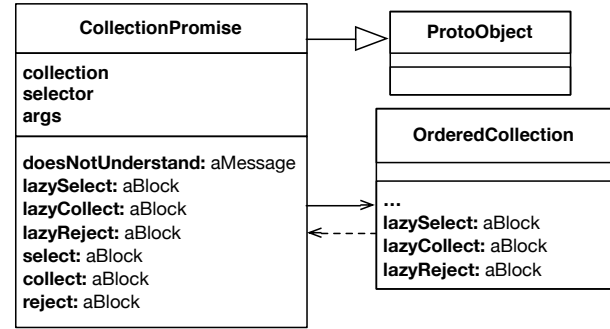 CollectionPromise
collection
selector
args
doesNotUnderstand: aMessage
lazySelect: aBlock
lazyCollect: aBlock
lazyReject: aBlock
select: aBlock
collect: aBlock
reject: aBlock
ProtoObject
OrderedCollection
...
lazySelect: aBlock
lazyCollect: aBlock
lazyReject: aBlock